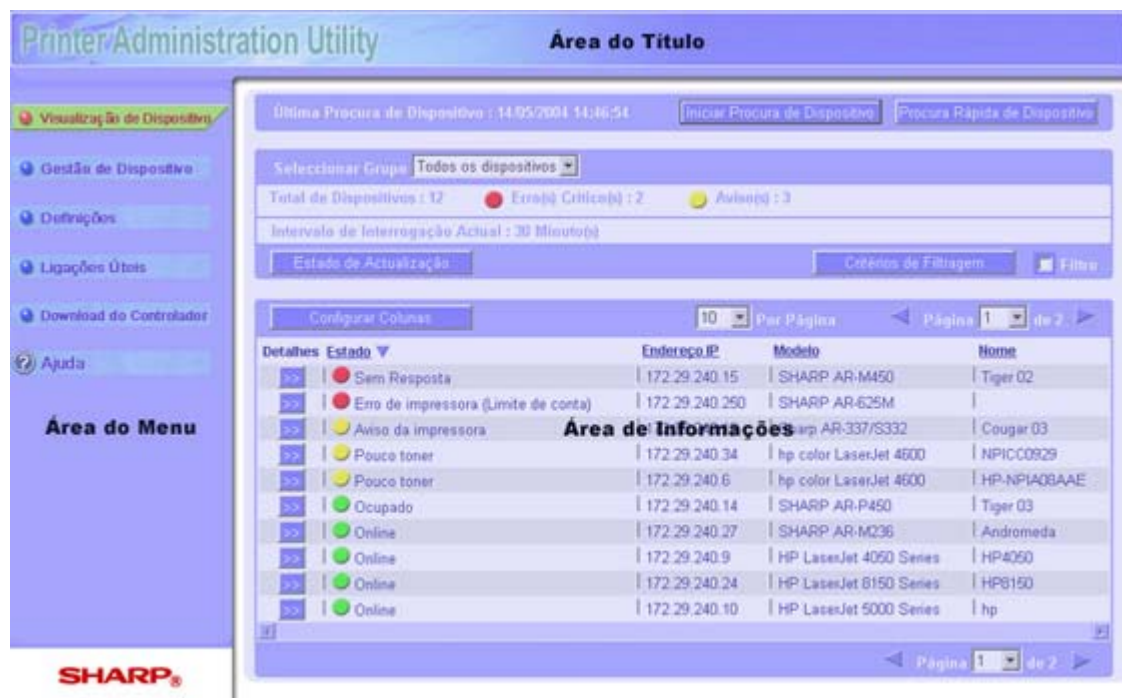 Printer Administration Utility
Área do Título
Visualização de Dispositivo
Gestão de Dispositivo
Definições
Ligações Úteis
Download do Controlador
Ajuda
Área do Menu
SHARP®
Última Procura de Dispositivo : 14/05/2004 14:46:54 Iniciar Procura de Dispositivo Procura Rápida de Dispositivo
Seleccionar Grupo Todos os dispositivos
Total de Dispositivos : 12 Erro(s) Crítico(s) : 2 Aviso(s) : 3
Intervalo de Interrogação Actual : 30 Minuto(s)
Estado de Actualização Critérios de Filtragem Filtro
Configurar Colunas 10 Por Página Página 1 de 2
Detalhes Estado Endereço IP Modelo Nome
>> Sem Resposta 172.29.240.15 SHARP AR-M450 Tiger 02
>> Erro de impressora (Limite de conta) 172.29.240.250 SHARP AR-625M
>> Aviso da impressora Sharp AR-337/S332 Cougar 03
Área de Informações
>> Pouco toner 172.29.240.34 hp color LaserJet 4600 NPICC0929
>> Pouco toner 172.29.240.6 hp color LaserJet 4600 HP-NPIA08AAE
>> Ocupado 172.29.240.14 SHARP AR-P450 Tiger 03
>> Online 172.29.240.27 SHARP AR-M236 Andromeda
>> Online 172.29.240.9 HP LaserJet 4050 Series HP4050
>> Online 172.29.240.24 HP LaserJet 8150 Series HP8150
>> Online 172.29.240.10 HP LaserJet 5000 Series hp
Página 1 de 2